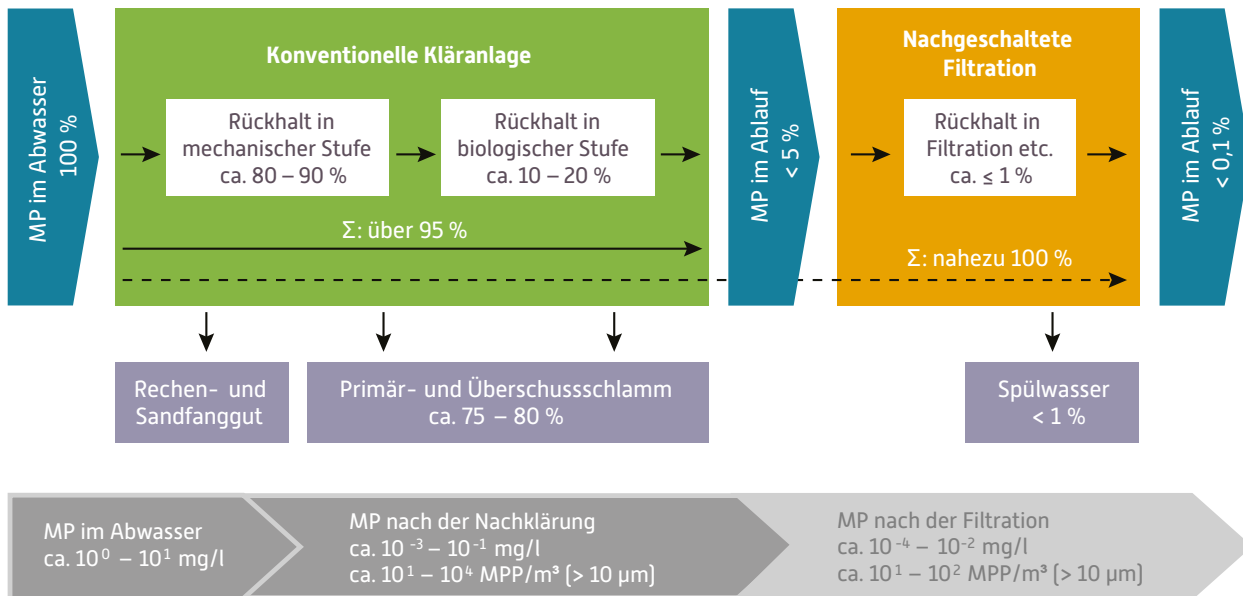 MP im Abwasser
100 %
Konventionelle Kläranlage
Rückhalt in
mechanischer Stufe
ca. 80 – 90 %
Rückhalt in
biologischer Stufe
ca. 10 – 20 %
Σ: über 95 %
MP im Ablauf
< 5 %
Nachgeschaltete
Filtration
Rückhalt in
Filtration etc.
ca. ≤ 1 %
Σ: nahezu 100 %
MP im Ablauf
< 0,1 %
Rechen- und
Sandfanggut
Primär- und Überschussschlamm
ca. 75 – 80 %
Spülwasser
< 1 %
MP im Abwasser
ca. 10⁰ – 10¹ mg/l
MP nach der Nachklärung
ca. 10⁻³ – 10⁻¹ mg/l
ca. 10¹ – 10⁴ MPP/m³ (> 10 µm)
MP nach der Filtration
ca. 10⁻⁴ – 10⁻² mg/l
ca. 10¹ – 10² MPP/m³ (> 10 µm)